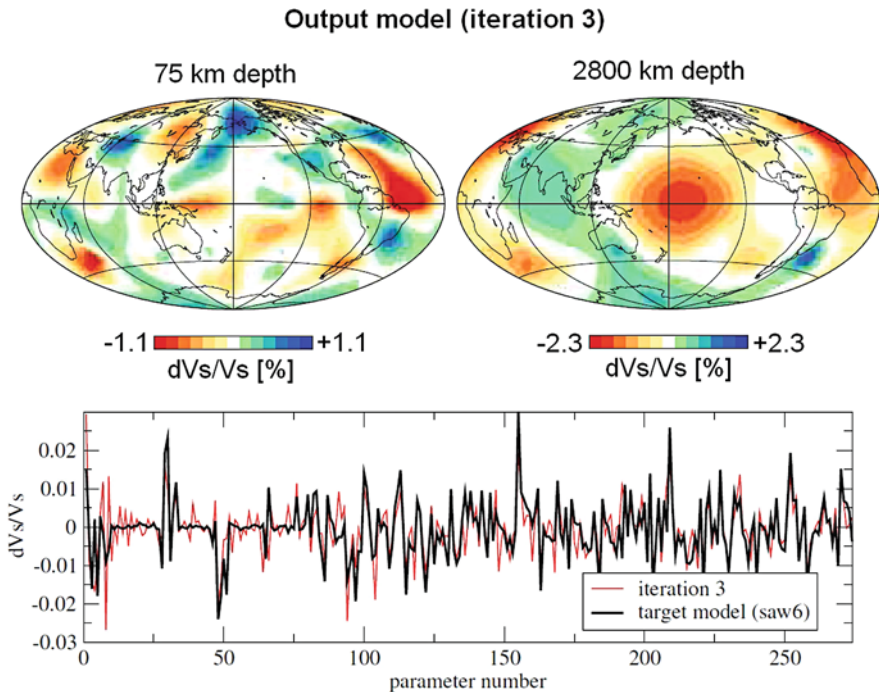 Output model (iteration 3)
75 km depth
2800 km depth
-1.1 +1.1
dVs/Vs [%]
-2.3 +2.3
dVs/Vs [%]
0.02
0.01
0
-0.01
-0.02
-0.03
dVs/Vs
iteration 3
target model (saw6)
0 50 100 150 200 250
parameter number